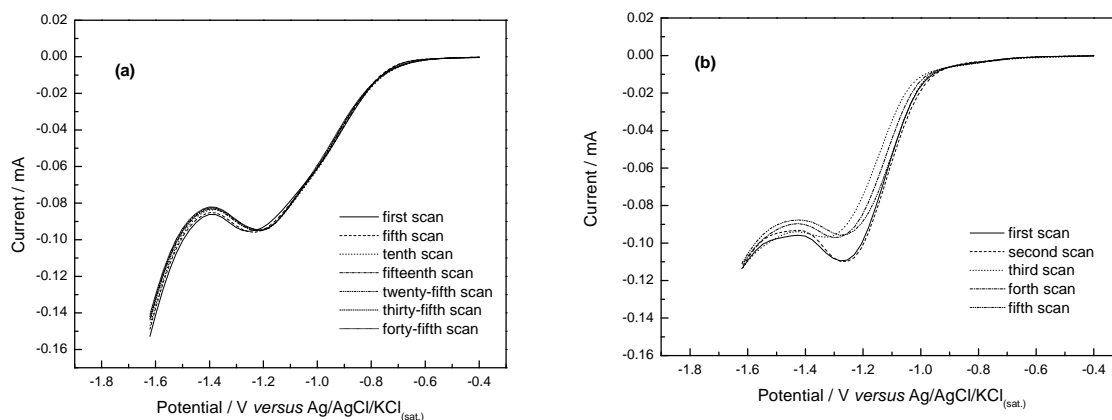 0.02
0.00
-0.02
-0.04
-0.06
-0.08
-0.10
-0.12
-0.14
-0.16
Current / mA
(a)
first scan
fifth scan
tenth scan
fifteenth scan
twenty-fifth scan
thirty-fifth scan
forty-fifth scan
-1.8 -1.6 -1.4 -1.2 -1.0 -0.8 -0.6 -0.4
Potential / V versus Ag/AgCl/KCl(sat.)
0.02
0.00
-0.02
-0.04
-0.06
-0.08
-0.10
-0.12
-0.14
-0.16
Current / mA
(b)
first scan
second scan
third scan
forth scan
fifth scan
-1.8 -1.6 -1.4 -1.2 -1.0 -0.8 -0.6 -0.4
Potential / V versus Ag/AgCl/KCl(sat.)